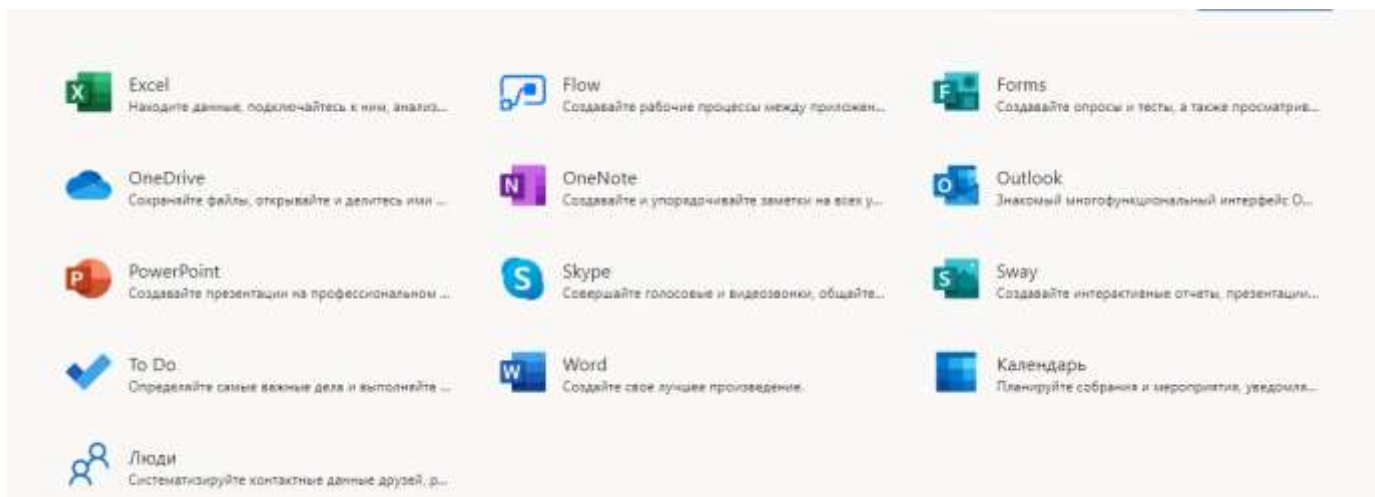 Excel
Находите данные, подключайтесь к ним, анализ...
Flow
Создавайте рабочие процессы между приложен...
Forms
Создавайте опросы и тесты, а также просматрив...
OneDrive
Сохраняйте файлы, открывайте и делитесь ими ...
OneNote
Создавайте и упорядочивайте заметки на всех у...
Outlook
Знакомый многофункциональный интерфейс O...
PowerPoint
Создавайте презентации на профессиональном ...
Skype
Совершайте голосовые и видеозвонки, общайте...
Sway
Создавайте интерактивные отчеты, презентации...
To Do
Определяйте самые важные дела и выполняйте ...
Word
Создайте свое лучшее произведение.
Календарь
Планируйте собрания и мероприятия, уведомля...
Люди
Систематизируйте контактные данные друзей, р...